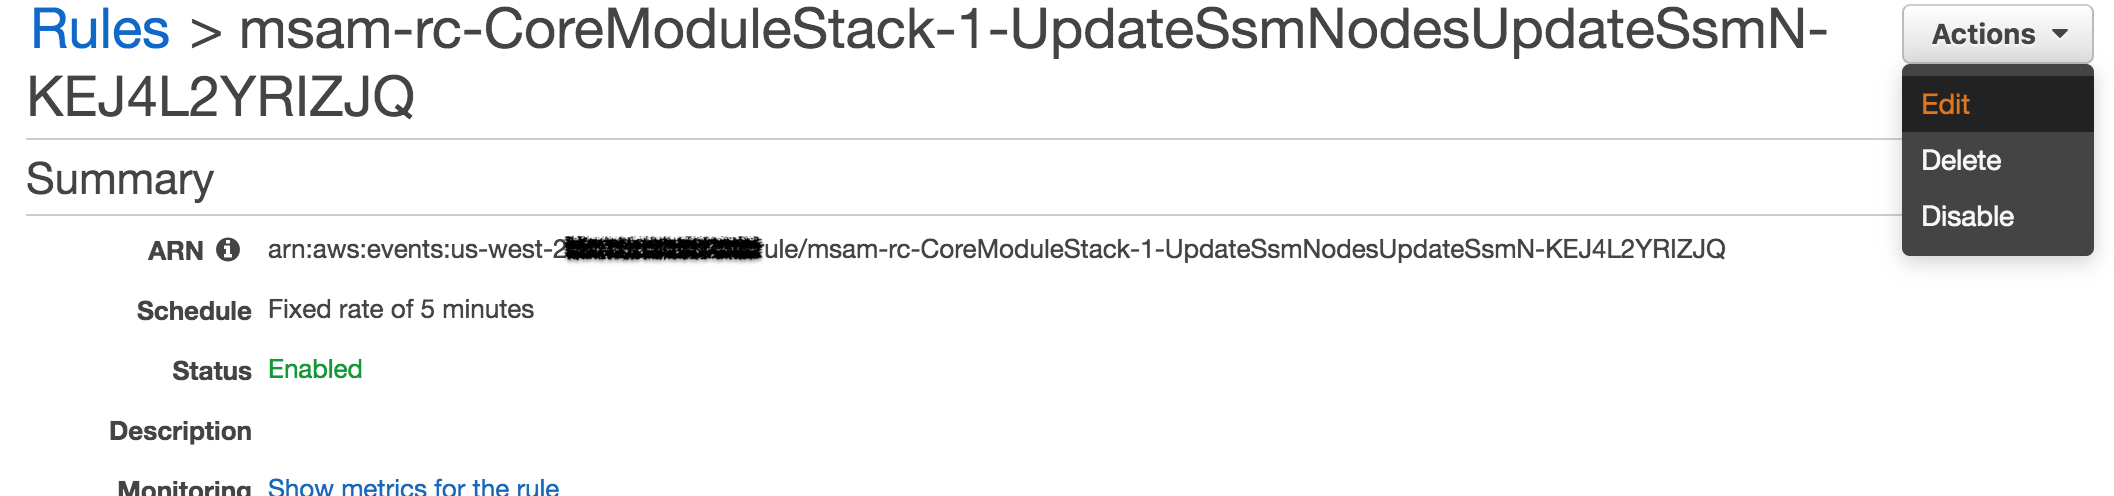 Rules > msam-rc-CoreModuleStack-1-UpdateSsmNodesUpdateSsmN-
KEJ4L2YRIZJQ
Actions
Edit
Delete
Disable
Summary
ARN arn:aws:events:us-west-2 ule/msam-rc-CoreModuleStack-1-UpdateSsmNodesUpdateSsmN-KEJ4L2YRIZJQ
Schedule Fixed rate of 5 minutes
Status Enabled
Description
Monitoring Show metrics for the rule